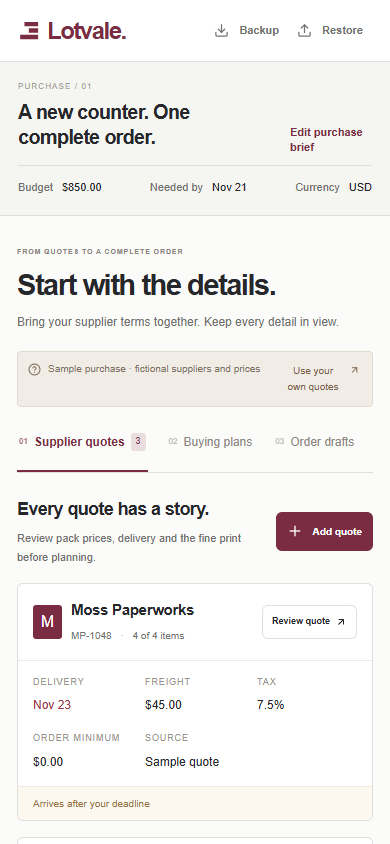 Lotvale.
Backup
Restore
PURCHASE / 01
A new counter. One
complete order.
Edit purchase
brief
Budget $850.00
Needed by Nov 21
Currency USD
FROM QUOTES TO A COMPLETE ORDER
Start with the details.
Bring your supplier terms together. Keep every detail in view.
Sample purchase · fictional suppliers and prices
Use your
own quotes
01 Supplier quotes 3
02 Buying plans
03 Order drafts
Every quote has a story.
Review pack prices, delivery and the fine print
before planning.
Add quote
M
Moss Paperworks
MP-1048 · 4 of 4 items
Review quote
DELIVERY FREIGHT TAX
Nov 23 $45.00 7.5%
ORDER MINIMUM SOURCE
$0.00 Sample quote
Arrives after your deadline